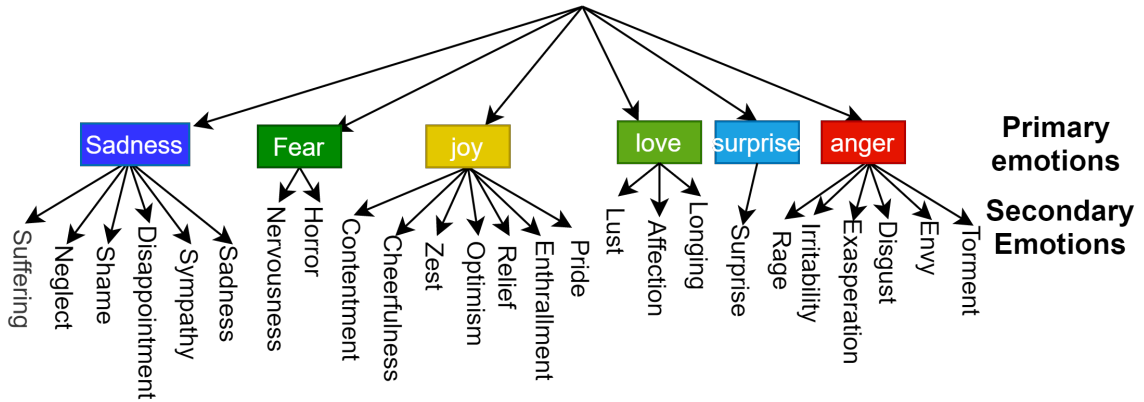 Sadness
Fear
joy
love
surprise
anger
Primary
emotions
Secondary
Emotions
Suffering
Neglect
Shame
Disappointment
Sympathy
Sadness
Nervousness
Horror
Contentment
Cheerfulness
Zest
Optimism
Relief
Enthrallment
Pride
Lust
Affection
Longing
Surprise
Rage
Irritability
Exasperation
Disgust
Envy
Torment